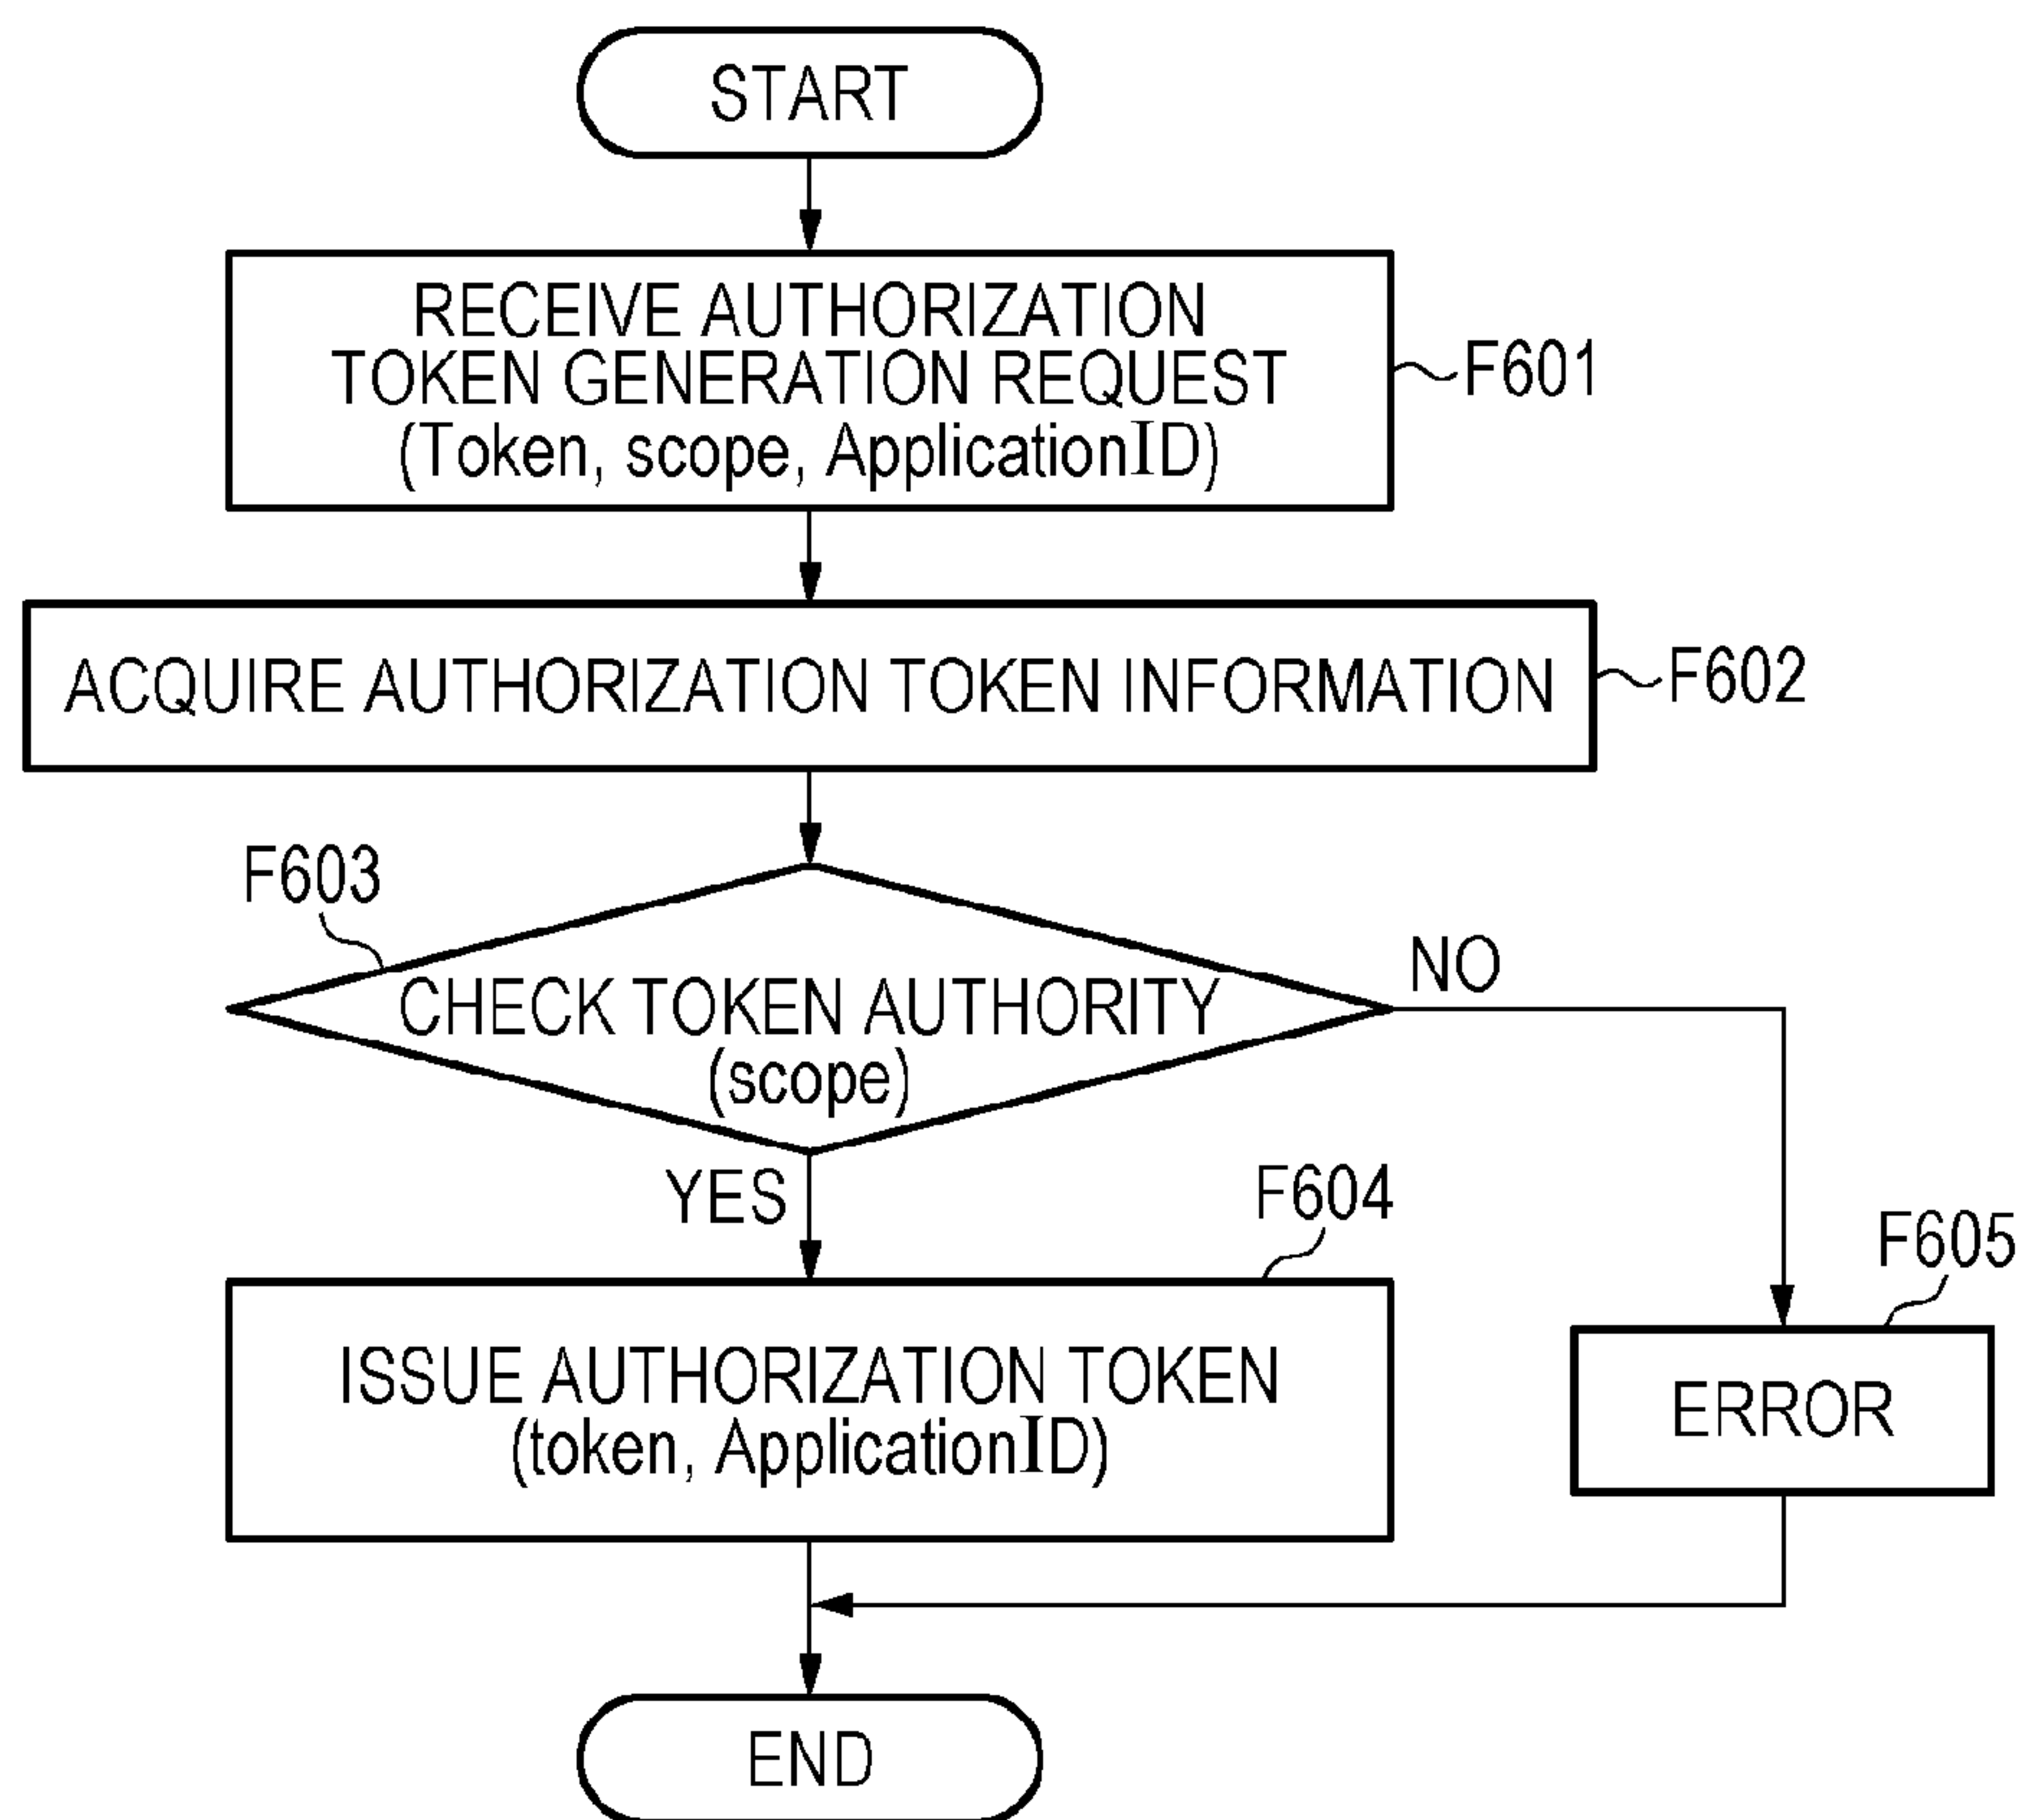 START
RECEIVE AUTHORIZATION
TOKEN GENERATION REQUEST
(Token, scope, ApplicationID)
F601
ACQUIRE AUTHORIZATION TOKEN INFORMATION
F602
F603
CHECK TOKEN AUTHORITY
(scope)
NO
YES
F604
ISSUE AUTHORIZATION TOKEN
(token, ApplicationID)
F605
ERROR
END